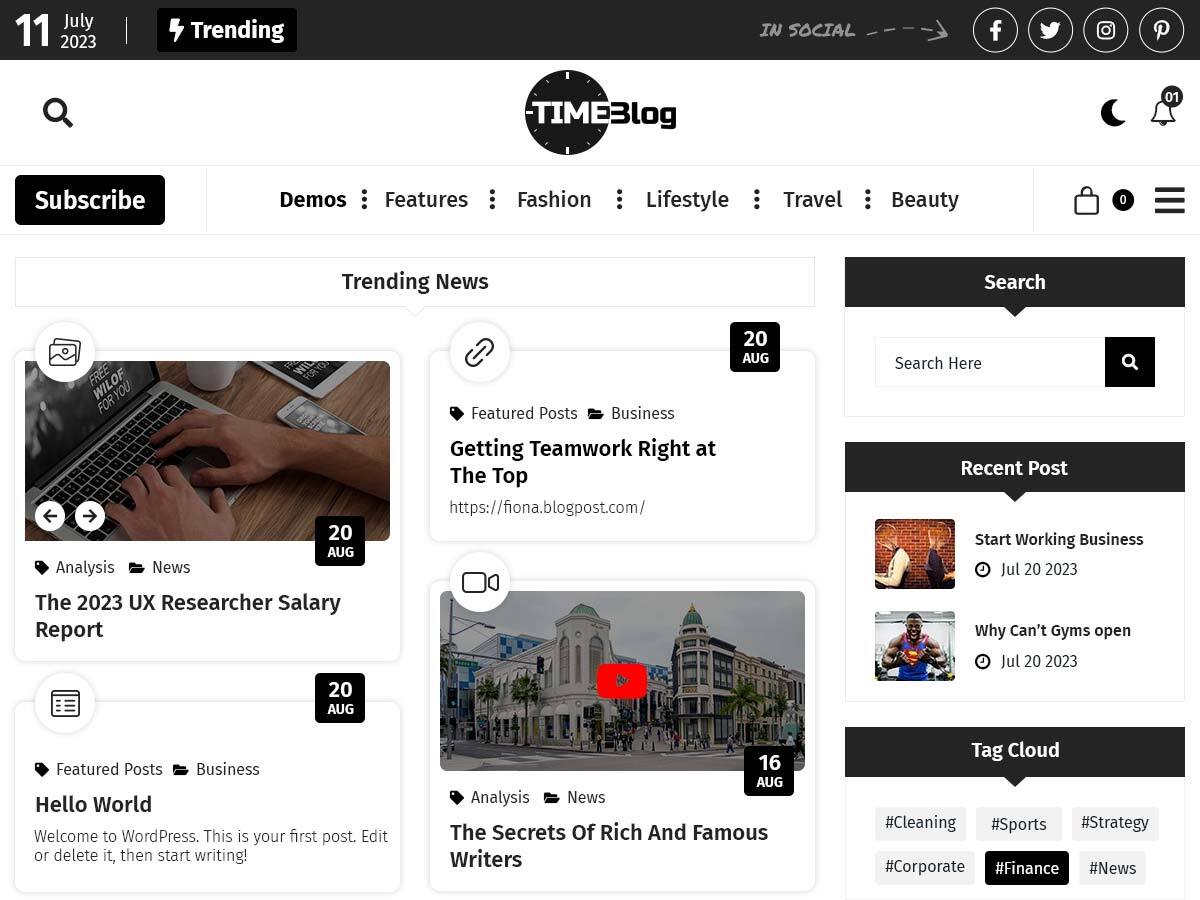 11 July 2023
Trending
IN SOCIAL
TIMEBlog
01
Subscribe
Demos
Features
Fashion
Lifestyle
Travel
Beauty
0
Trending News
FREE
WILOF
FOR YOU
20
AUG
Analysis News
The 2023 UX Researcher Salary
Report
20
AUG
Featured Posts Business
Hello World
Welcome to WordPress. This is your first post. Edit
or delete it, then start writing!
20
AUG
Featured Posts Business
Getting Teamwork Right at
The Top
https://fiona.blogpost.com/
16
AUG
Analysis News
The Secrets Of Rich And Famous
Writers
Search
Search Here
Recent Post
Start Working Business
Jul 20 2023
Why Can’t Gyms open
Jul 20 2023
Tag Cloud
#Cleaning #Sports #Strategy
#Corporate #Finance #News